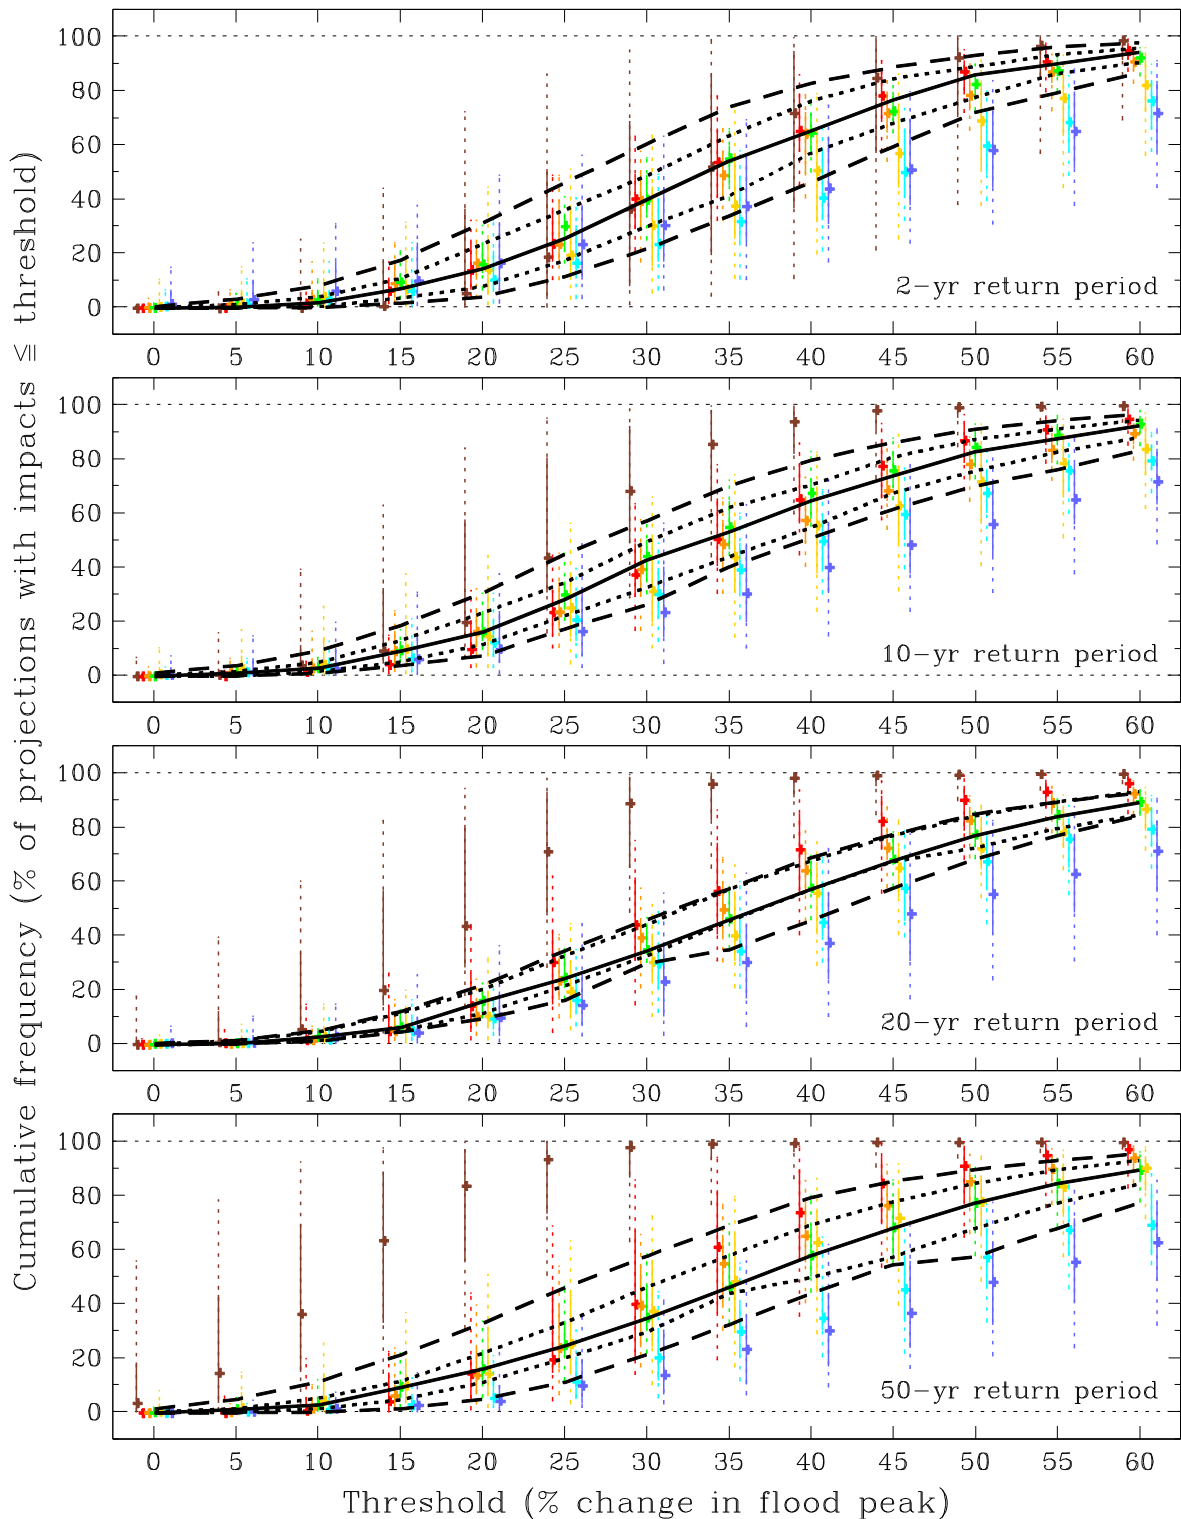 Cumulative frequency (% of projections with impacts ≦ threshold)
100
80
60
40
20
0
2-yr return period
0 5 10 15 20 25 30 35 40 45 50 55 60
100
80
60
40
20
0
10-yr return period
0 5 10 15 20 25 30 35 40 45 50 55 60
100
80
60
40
20
0
20-yr return period
0 5 10 15 20 25 30 35 40 45 50 55 60
100
80
60
40
20
0
50-yr return period
0 5 10 15 20 25 30 35 40 45 50 55 60
Threshold (% change in flood peak)